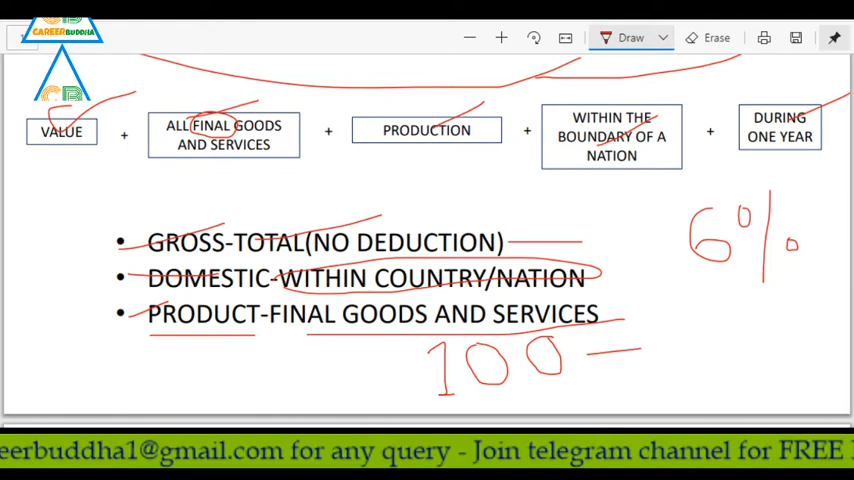 CB
CAREERBUDDHA
Draw
Erase
CB
VALUE + ALL FINAL GOODS AND SERVICES + PRODUCTION + WITHIN THE BOUNDARY OF A NATION + DURING ONE YEAR
• GROSS-TOTAL(NO DEDUCTION)
6%
• DOMESTIC-WITHIN COUNTRY/NATION
• PRODUCT-FINAL GOODS AND SERVICES
100 —
eerbuddha1@gmail.com for any query - Join telegram channel for FREE